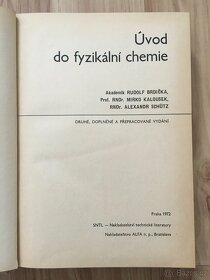 Úvod
do fyzikální chemie
Akademik RUDOLF BRDIČKA,
Prof. RNDr. MIRKO KALOUSEK,
RNDr. ALEXANDR SCHÜTZ
DRUHÉ, DOPLNĚNÉ A PŘEPRACOVANÉ VYDÁNÍ
Praha 1972
SNTL — Nakladatelství technické literatury
Nakladatelstvo ALFA n. p., Bratislava